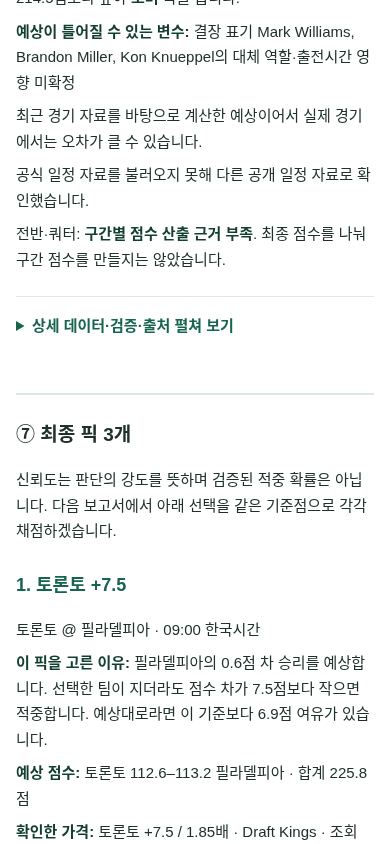 예상이 틀어질 수 있는 변수: 결장 표기 Mark Williams,
Brandon Miller, Kon Knueppel의 대체 역할·출전시간 영
향 미확정
최근 경기 자료를 바탕으로 계산한 예상이어서 실제 경기
에서는 오차가 클 수 있습니다.
공식 일정 자료를 불러오지 못해 다른 공개 일정 자료로 확
인했습니다.
전반·쿼터: 구간별 점수 산출 근거 부족. 최종 점수를 나눠
구간 점수를 만들지는 않았습니다.
▶ 상세 데이터·검증·출처 펼쳐 보기
⑦ 최종 픽 3개
신뢰도는 판단의 강도를 뜻하며 검증된 적중 확률은 아닙
니다. 다음 보고서에서 아래 선택을 같은 기준점으로 각각
채점하겠습니다.
1. 토론토 +7.5
토론토 @ 필라델피아 · 09:00 한국시간
이 픽을 고른 이유: 필라델피아의 0.6점 차 승리를 예상합
니다. 선택한 팀이 지더라도 점수 차가 7.5점보다 작으면
적중합니다. 예상대로라면 이 기준보다 6.9점 여유가 있습
니다.
예상 점수: 토론토 112.6–113.2 필라델피아 · 합계 225.8
점
확인한 가격: 토론토 +7.5 / 1.85배 · Draft Kings · 조회